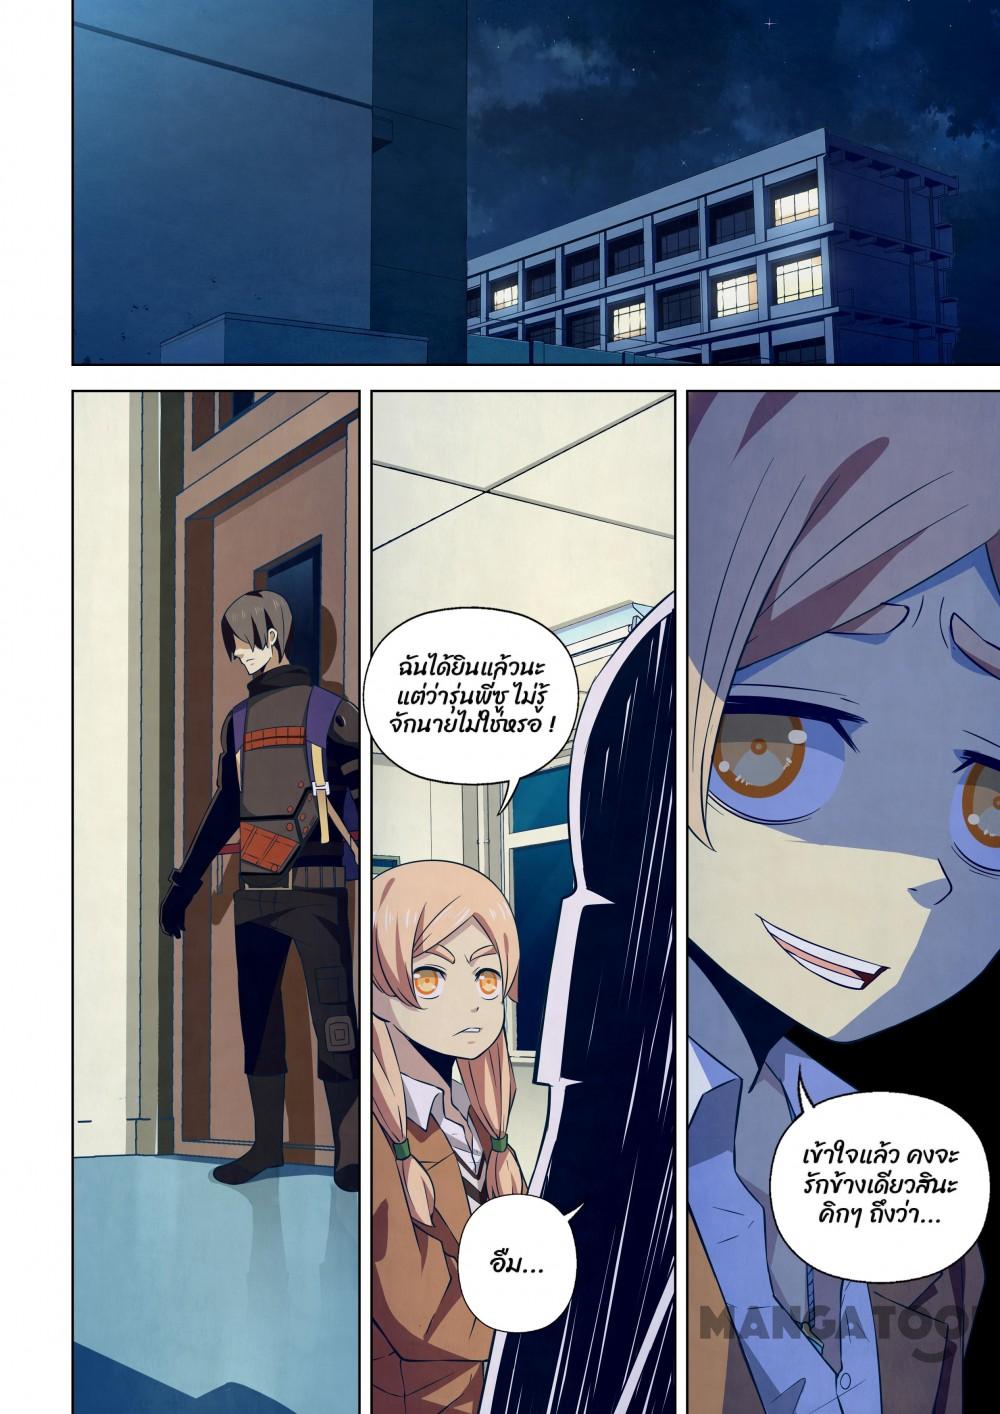 ฉันได้ยินแล้วนะ
แต่ว่ารุ่นพี่ซู ไม่รู้
จักนายไม่ใช่หรอ !
อืม...
เข้าใจแล้ว คงจะ
รักข้างเดียวสินะ
คิกๆ ถึงว่า...
MANGATOON